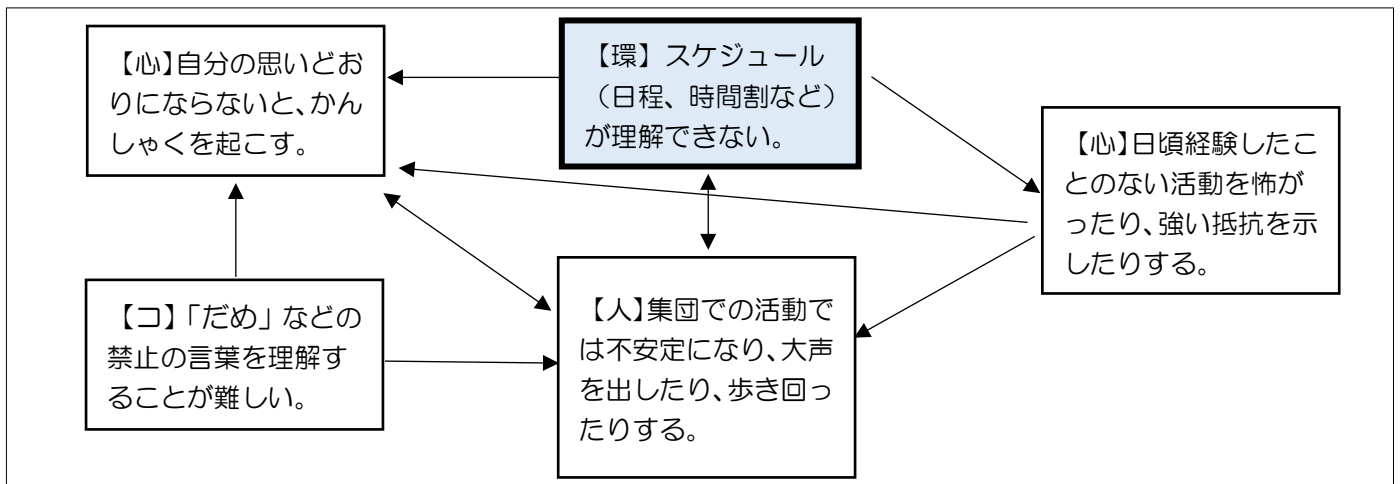 【心】自分の思いどお
りにならないと、かん
しゃくを起こす。
【環】スケジュール
（日程、時間割など）
が理解できない。
【心】日頃経験したこ
とのない活動を怖が
ったり、強い抵抗を示
したりする。
【コ】「だめ」などの
禁止の言葉を理解す
ることが難しい。
【人】集団での活動で
は不安定になり、大声
を出したり、歩き回っ
たりする。